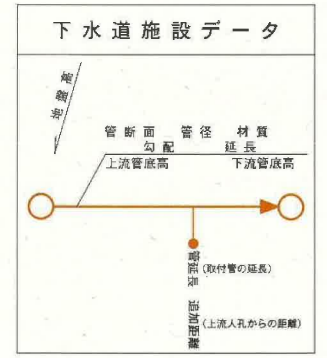 下水道施設データ
地盤高
管断面 管径 材質
勾配 延長
上流管底高 下流管底高
管延長 (取付管の延長)
追加距離 (上流人孔からの距離)